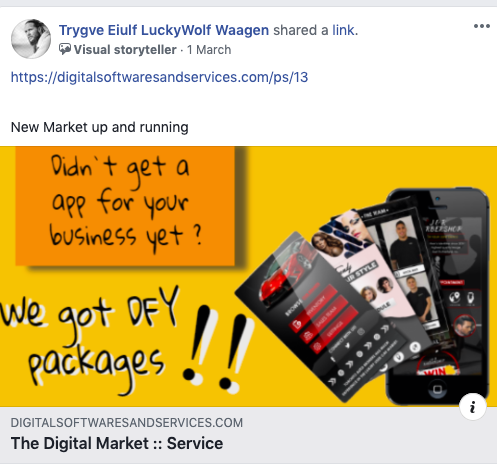 Trygve Eiulf LuckyWolf Waagen shared a link.
Visual storyteller · 1 March
https://digitalsoftwaresandservices.com/ps/13
New Market up and running
Didn't get a
app for your
business yet ?
We got DFY
packages !!
WIN
DIGITALSOFTWARESANDSERVICES.COM
The Digital Market :: Service